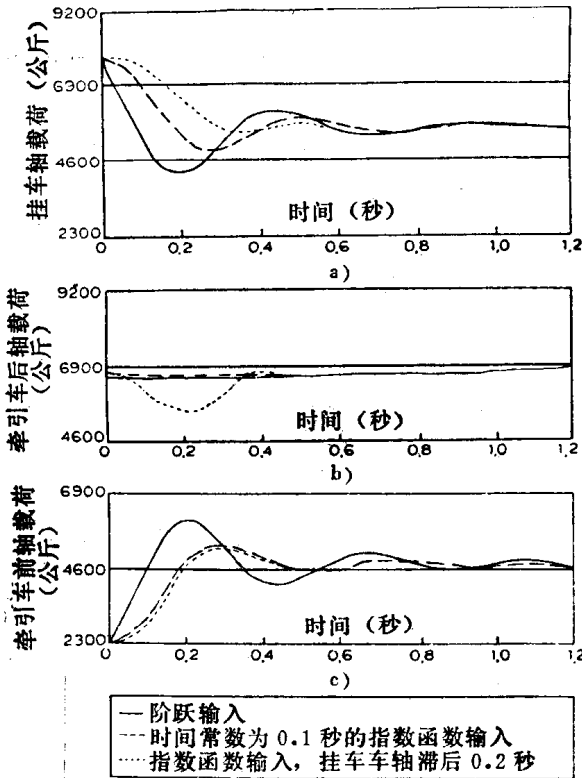 挂车车轴载荷（公斤）
9200
6300
4600
2300
时间（秒）
0 0.2 0.4 0.6 0.8 1.0 1.2
a)
牵引车后轴载荷（公斤）
9200
6900
4600
时间（秒）
0 0.2 0.4 0.6 0.8 1.0 1.2
b)
牵引车前轴载荷（公斤）
6900
4600
2300
时间（秒）
0 0.2 0.4 0.6 0.8 1.0 1.2
c)
阶跃输入
时间常数为 0.1 秒的指数函数输入
指数函数输入，挂车车轴滞后 0.2 秒